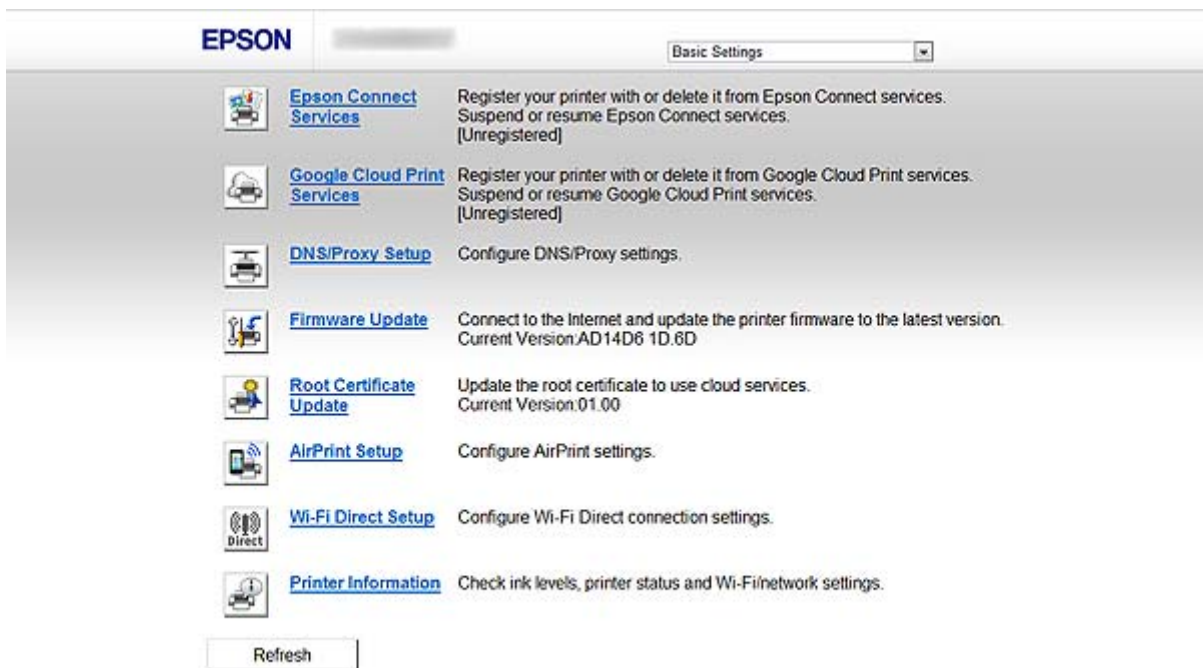 EPSON
Basic Settings
Epson Connect
Services
Register your printer with or delete it from Epson Connect services.
Suspend or resume Epson Connect services.
[Unregistered]
Google Cloud Print
Services
Register your printer with or delete it from Google Cloud Print services.
Suspend or resume Google Cloud Print services.
[Unregistered]
DNS/Proxy Setup
Configure DNS/Proxy settings.
Firmware Update
Connect to the Internet and update the printer firmware to the latest version.
Current Version:AD14D6 1D.6D
Root Certificate
Update
Update the root certificate to use cloud services.
Current Version:01.00
AirPrint Setup
Configure AirPrint settings.
Direct
Wi-Fi Direct Setup
Configure Wi-Fi Direct connection settings.
Printer Information
Check ink levels, printer status and Wi-Fi/network settings.
Refresh